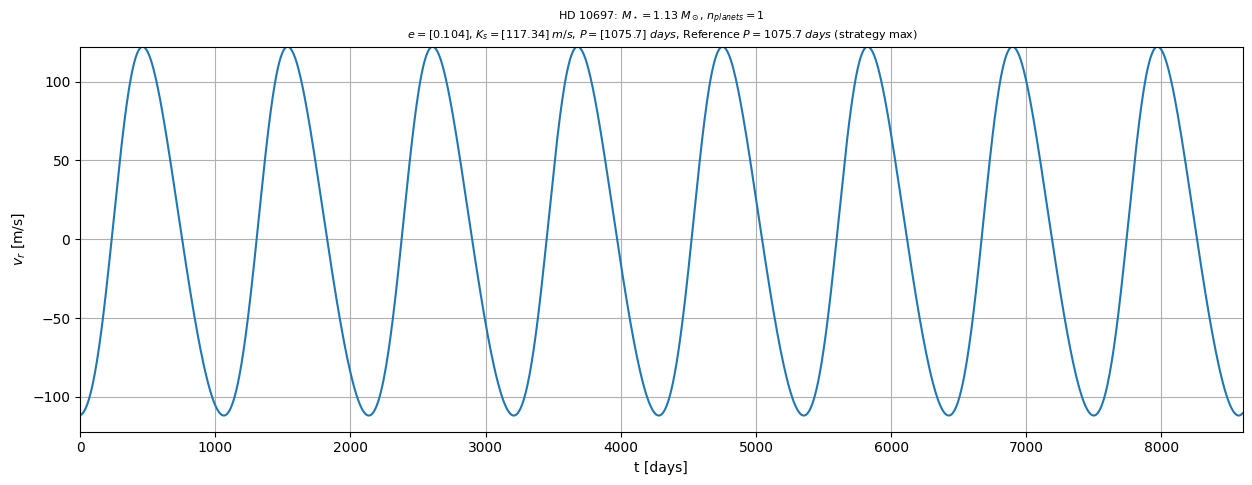 HD 10697: $M_\star = 1.13\ M_\odot$, $n_{planets} = 1$
$e = [0.104]$, $K_s = [117.34]\ m/s$, $P = [1075.7]\ days$, Reference $P = 1075.7\ days$ (strategy max)
100
50
0
−50
−100
$v_r$ [m/s]
0 1000 2000 3000 4000 5000 6000 7000 8000
t [days]